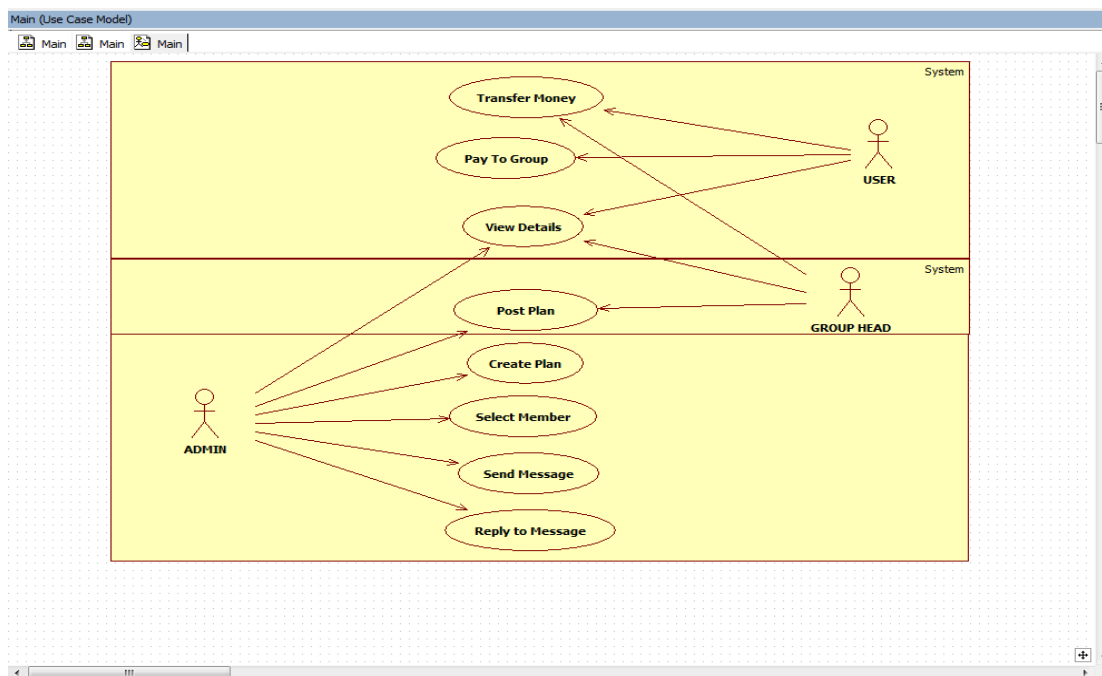 Main (Use Case Model)
Main Main Main
System
Transfer Money
USER
Pay To Group
View Details
System
Post Plan
GROUP HEAD
Create Plan
ADMIN
Select Member
Send Message
Reply to Message